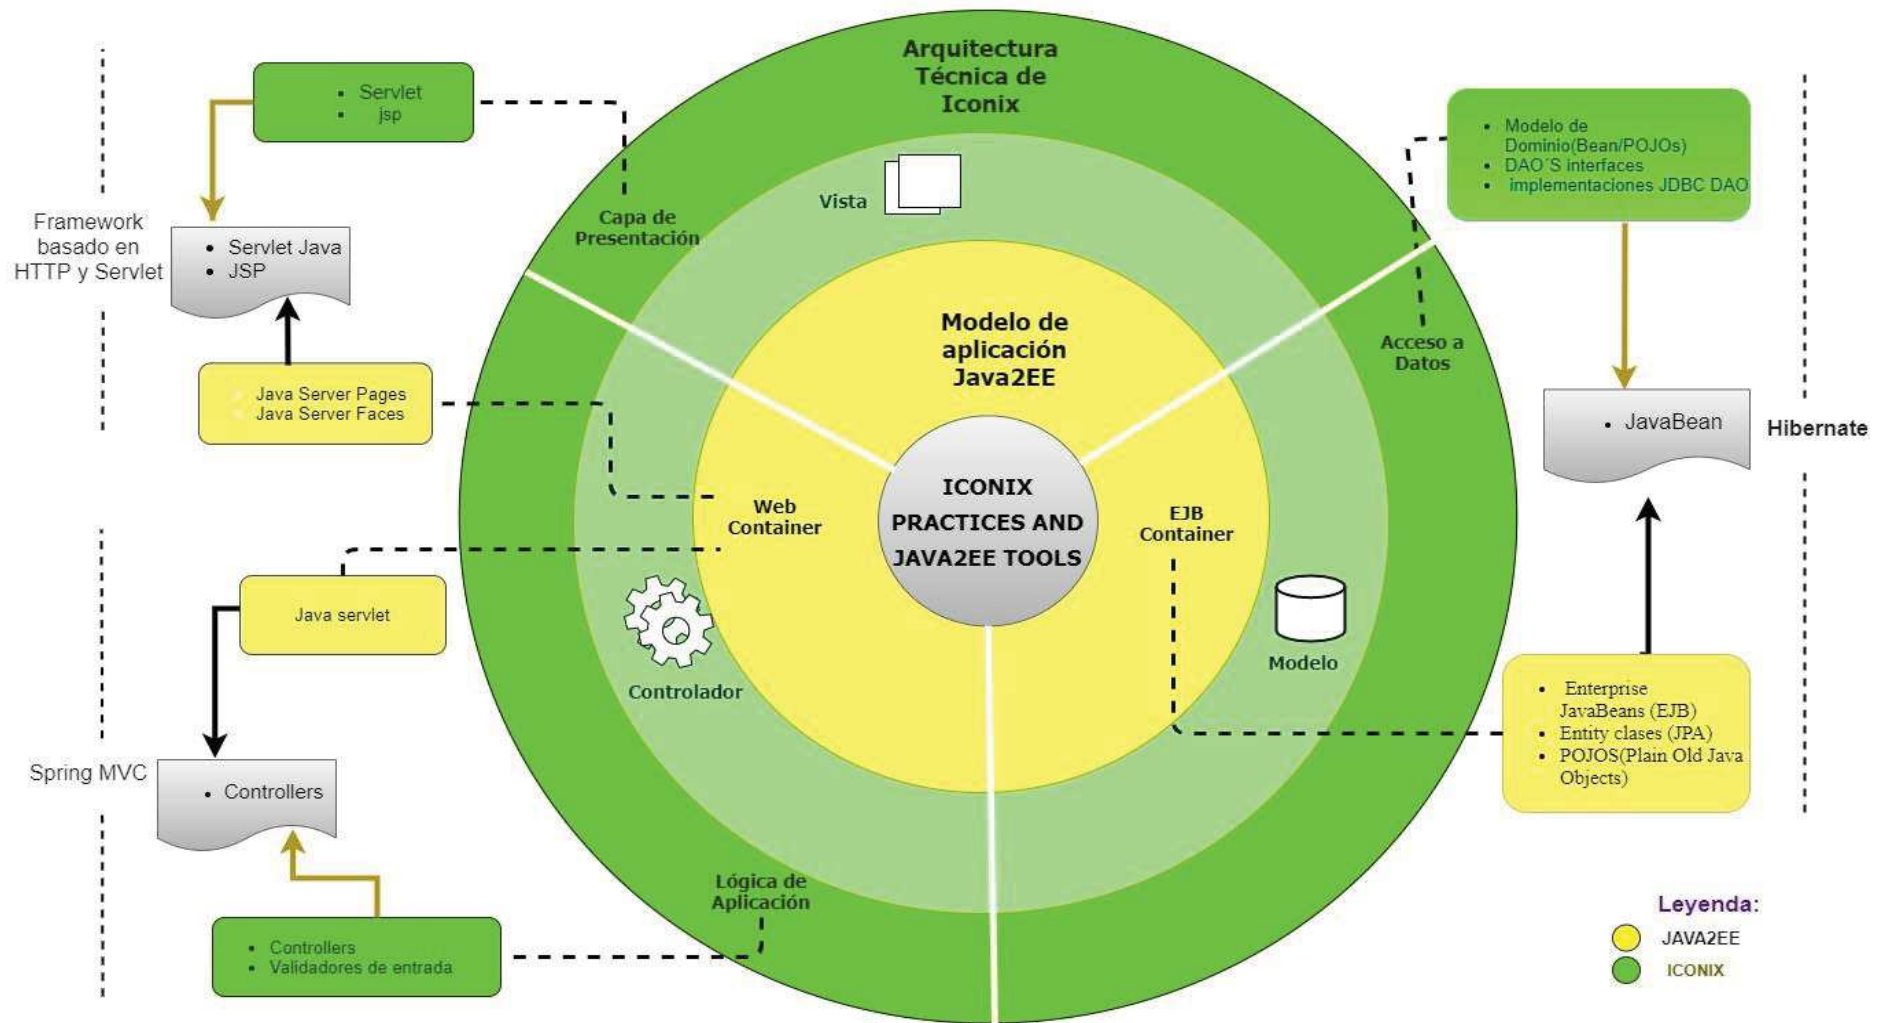 Arquitectura
Técnica de
Iconix
• Servlet
• jsp
• Modelo de
Dominio(Bean/POJOs)
• DAO´S interfaces
• implementaciones JDBC DAO
Vista
Capa de
Presentación
Framework
basado en
HTTP y Servlet
• Servlet Java
• JSP
Modelo de
aplicación
Java2EE
Acceso a
Datos
Java Server Pages
Java Server Faces
• JavaBean
Hibernate
Web
Container
ICONIX
PRACTICES AND
JAVA2EE TOOLS
EJB
Container
Java servlet
Controlador
Modelo
• Enterprise
JavaBeans (EJB)
• Entity clases (JPA)
• POJOS(Plain Old Java
Objects)
Spring MVC
• Controllers
Lógica de
Aplicación
• Controllers
• Validadores de entrada
Leyenda:
JAVA2EE
ICONIX